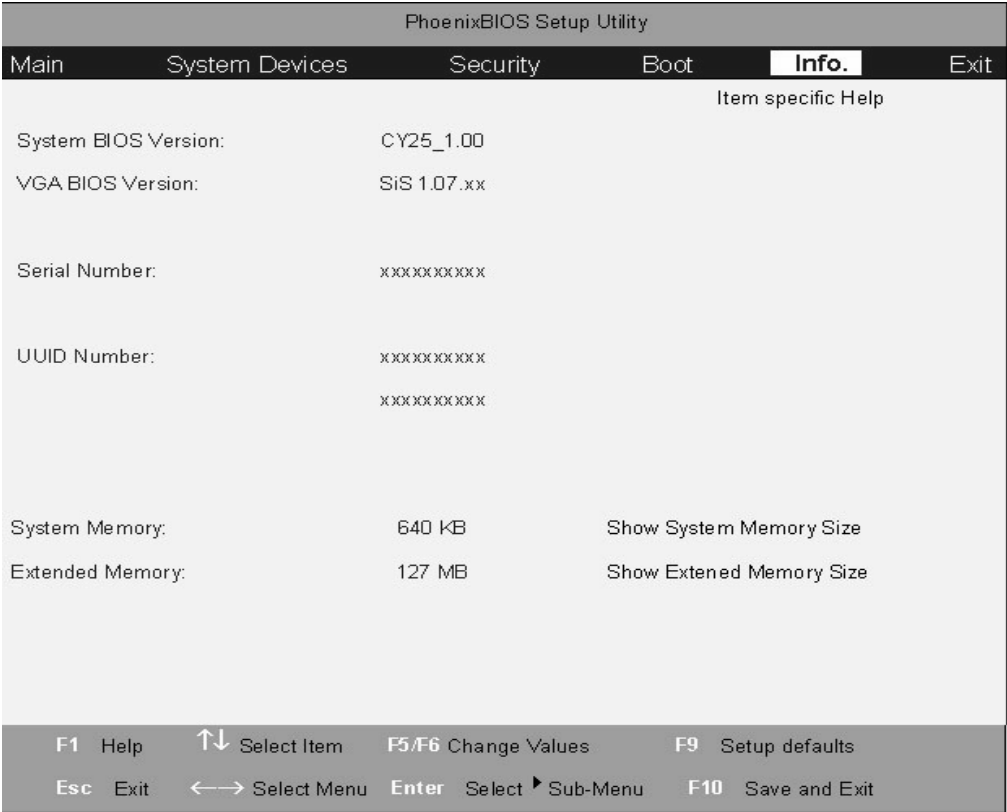 PhoenixBIOS Setup Utility
Main System Devices Security Boot Info. Exit
Item specific Help
System BIOS Version: CY25_1.00
VGA BIOS Version: SiS 1.07.xx
Serial Number: xxxxxxxxxx
UUID Number: xxxxxxxxxx
xxxxxxxxxx
System Memory: 640 KB Show System Memory Size
Extended Memory: 127 MB Show Extened Memory Size
F1 Help ↑↓ Select Item F5/F6 Change Values F9 Setup defaults
Esc Exit ←→ Select Menu Enter Select ▶ Sub-Menu F10 Save and Exit